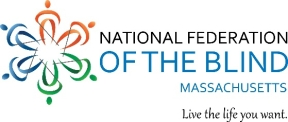 NATIONAL FEDERATION
OF THE BLIND
MASSACHUSETTS
Live the life you want.